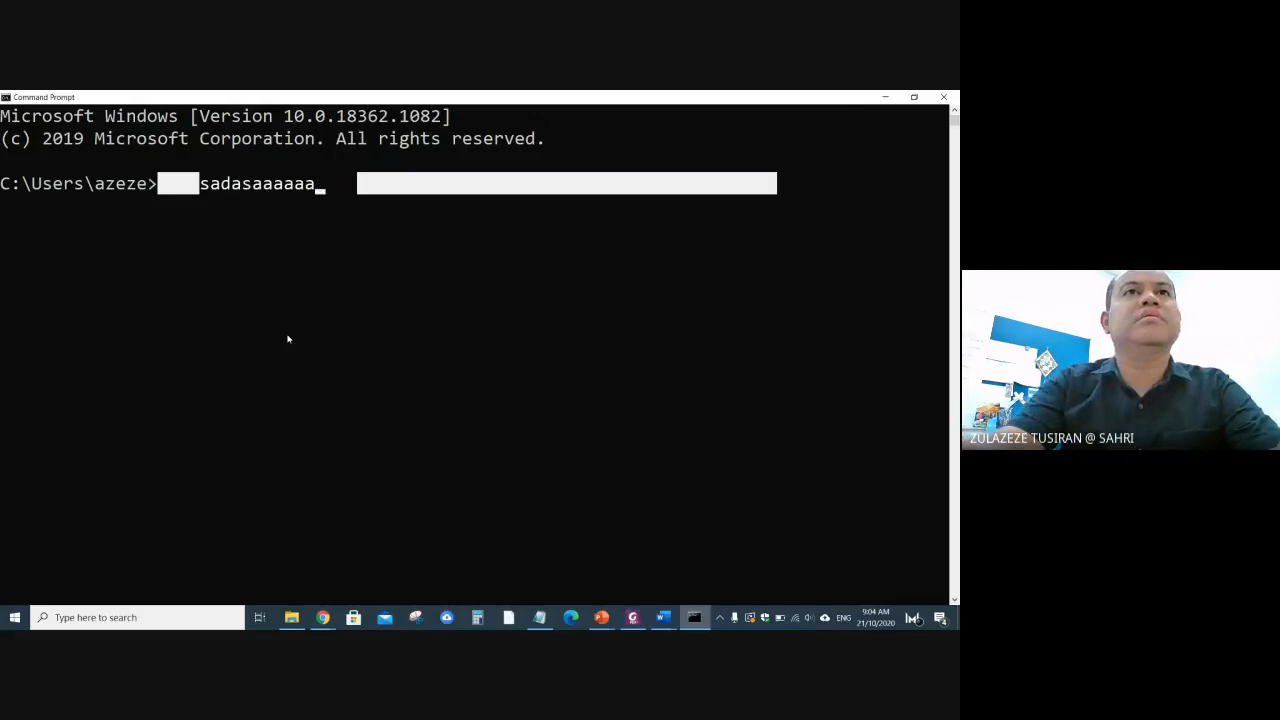 Command Prompt
Microsoft Windows [Version 10.0.18362.1082]
(c) 2019 Microsoft Corporation. All rights reserved.
C:\Users\azeze>sadasaaaaaa_
ZULAZEZE TUSIRAN @ SAHRI
Type here to search
ENG
9:04 AM
21/10/2020